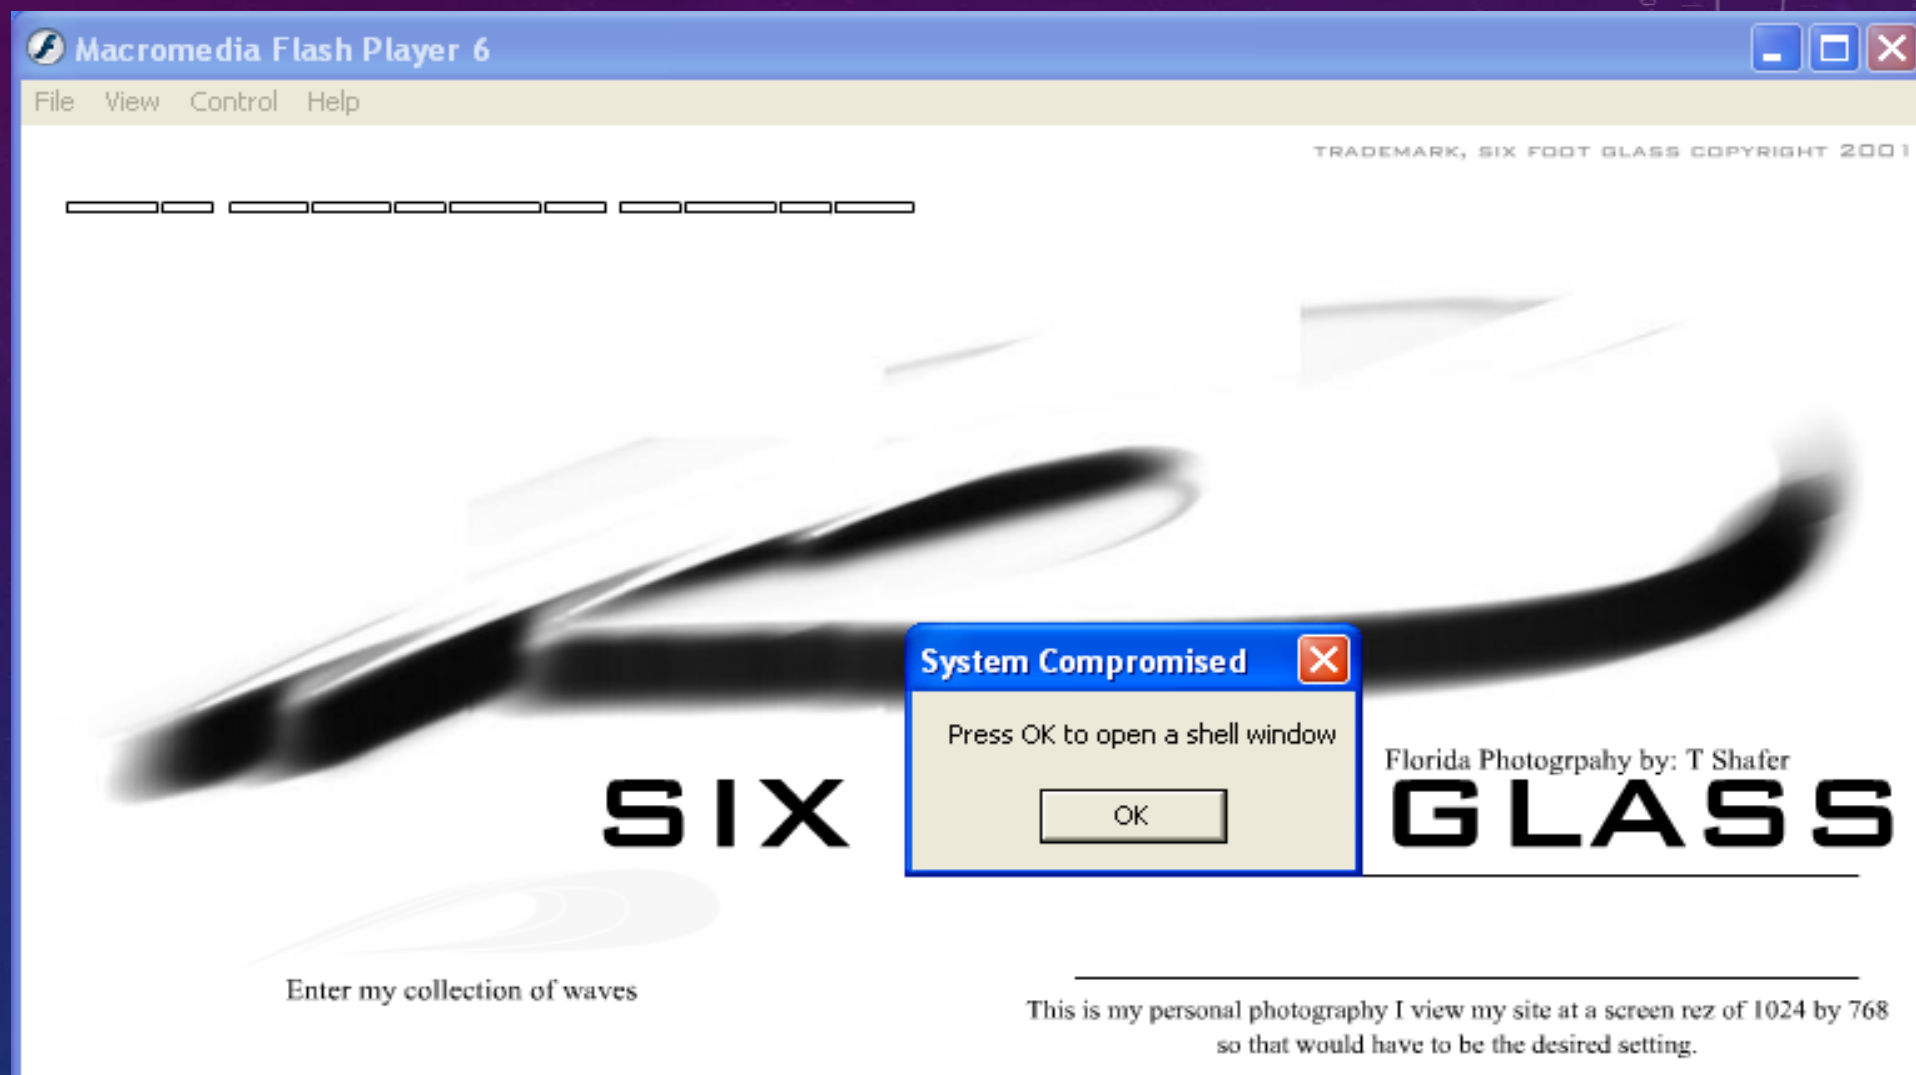 Macromedia Flash Player 6
File View Control Help
TRADEMARK, SIX FOOT GLASS COPYRIGHT 2001
System Compromised
Press OK to open a shell window
OK
Florida Photogrpahy by: T Shafer
SIX GLASS
Enter my collection of waves
This is my personal photography I view my site at a screen rez of 1024 by 768
so that would have to be the desired setting.